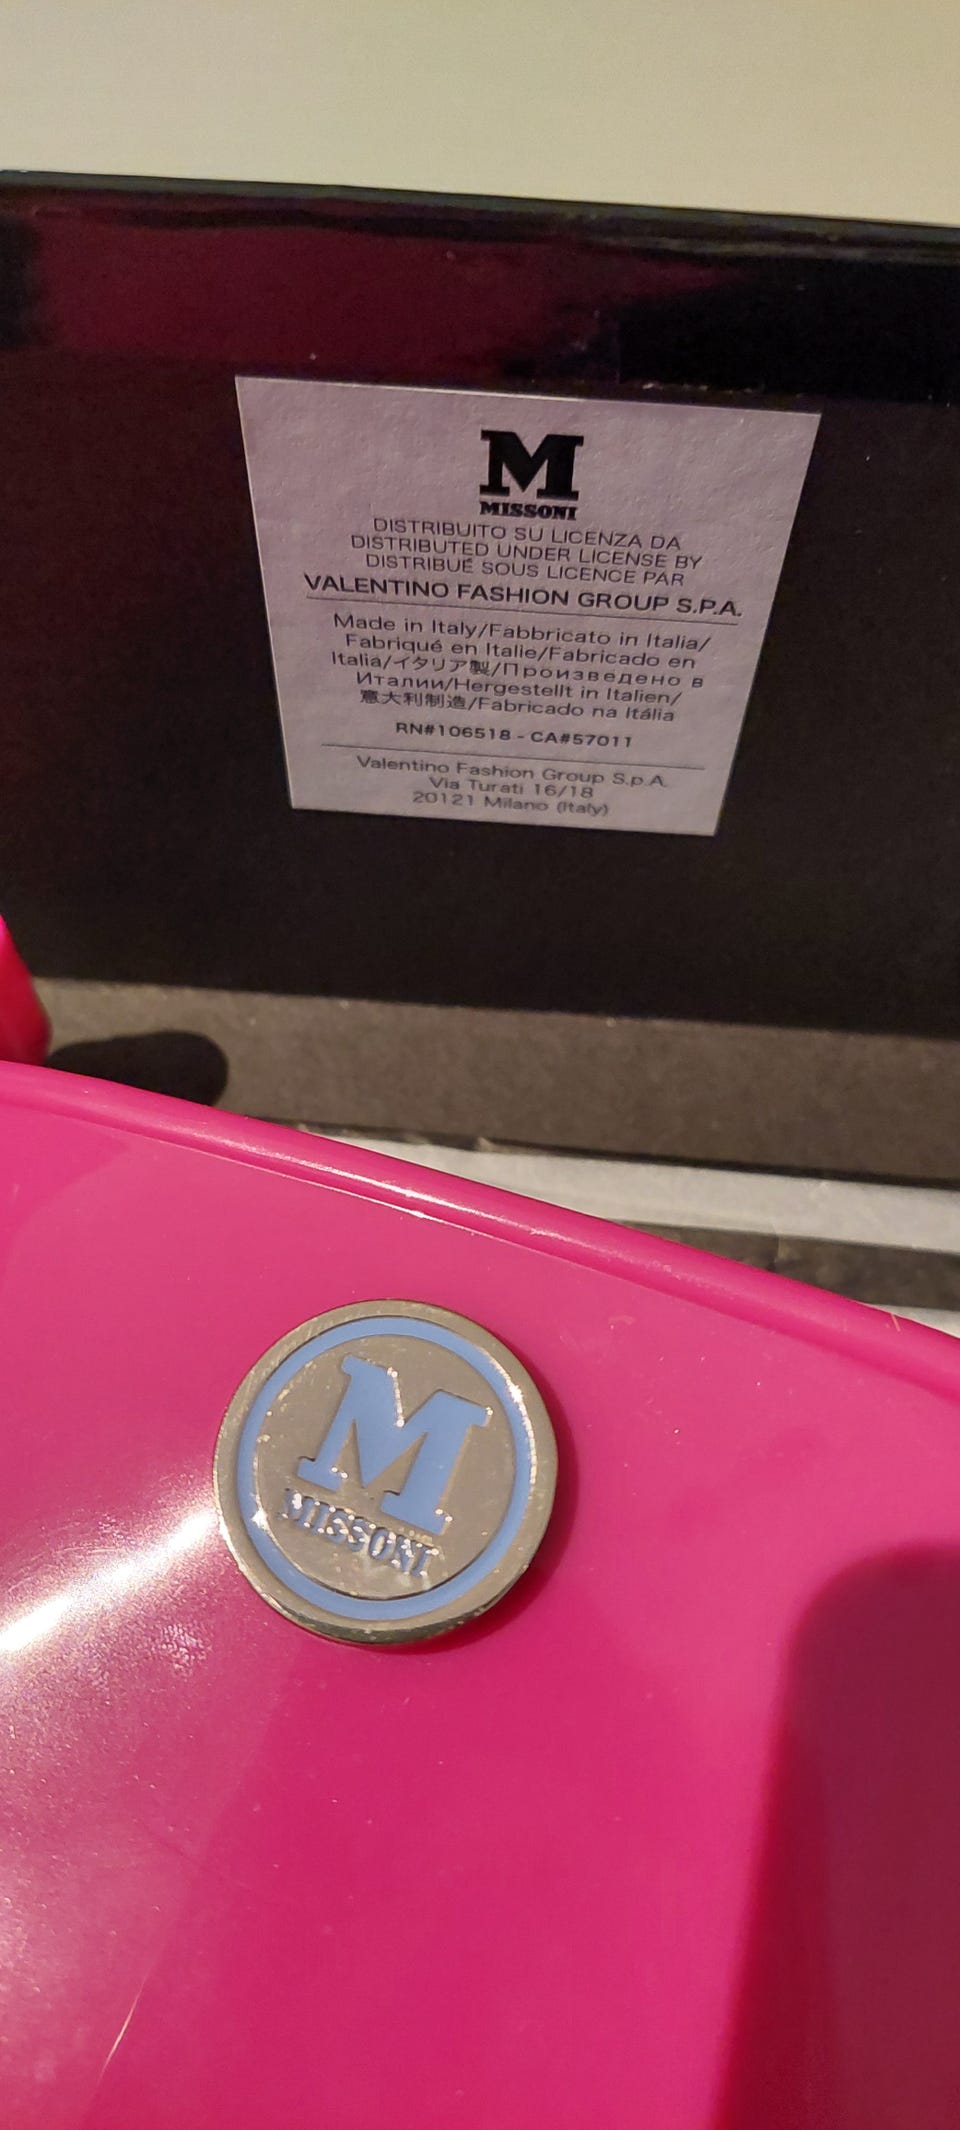 M
MISSONI
DISTRIBUITO SU LICENZA DA
DISTRIBUTED UNDER LICENSE BY
DISTRIBUÉ SOUS LICENCE PAR
VALENTINO FASHION GROUP S.P.A.
Made in Italy/Fabbricato in Italia/
Fabriqué en Italie/Fabricado en
Italia/イタリア製/Произведено в
Италии/Hergestellt in Italien/
意大利制造/Fabricado na Itália
RN#106518 - CA#57011
Valentino Fashion Group S.p.A.
Via Turati 16/18
20121 Milano (Italy)
M
MISSONI